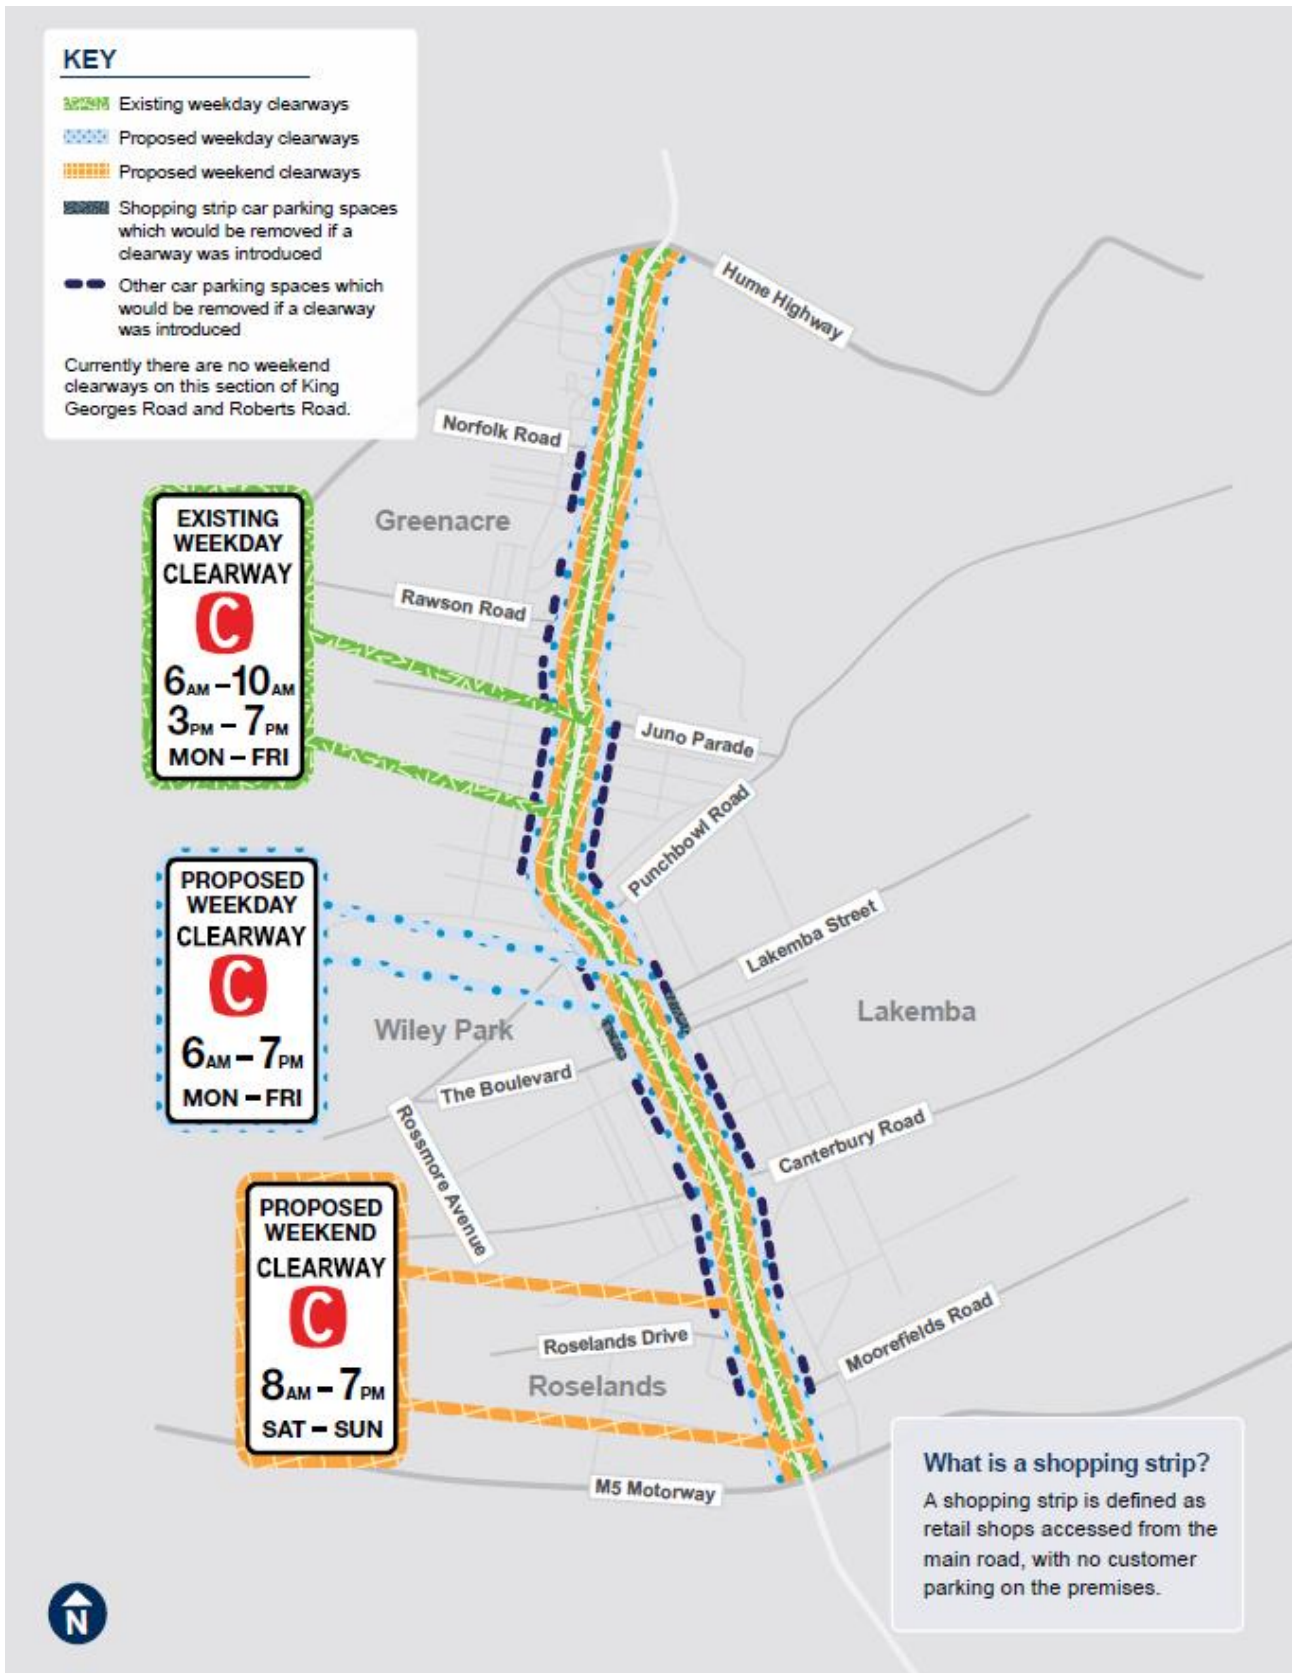 KEY
Existing weekday clearways
Proposed weekday clearways
Proposed weekend clearways
Shopping strip car parking spaces
which would be removed if a
clearway was introduced
Other car parking spaces which
would be removed if a clearway
was introduced
Currently there are no weekend
clearways on this section of King
Georges Road and Roberts Road.
Hume Highway
Norfolk Road
Greenacre
EXISTING
WEEKDAY
CLEARWAY
C
6AM – 10AM
3PM – 7PM
MON – FRI
Rawson Road
Juno Parade
Punchbowl Road
PROPOSED
WEEKDAY
CLEARWAY
C
6AM – 7PM
MON – FRI
Lakemba Street
Lakemba
Wiley Park
The Boulevard
Rossmore Avenue
Canterbury Road
PROPOSED
WEEKEND
CLEARWAY
C
8AM – 7PM
SAT – SUN
Roselands Drive
Moorefields Road
Roselands
M5 Motorway
What is a shopping strip?
A shopping strip is defined as
retail shops accessed from the
main road, with no customer
parking on the premises.
N